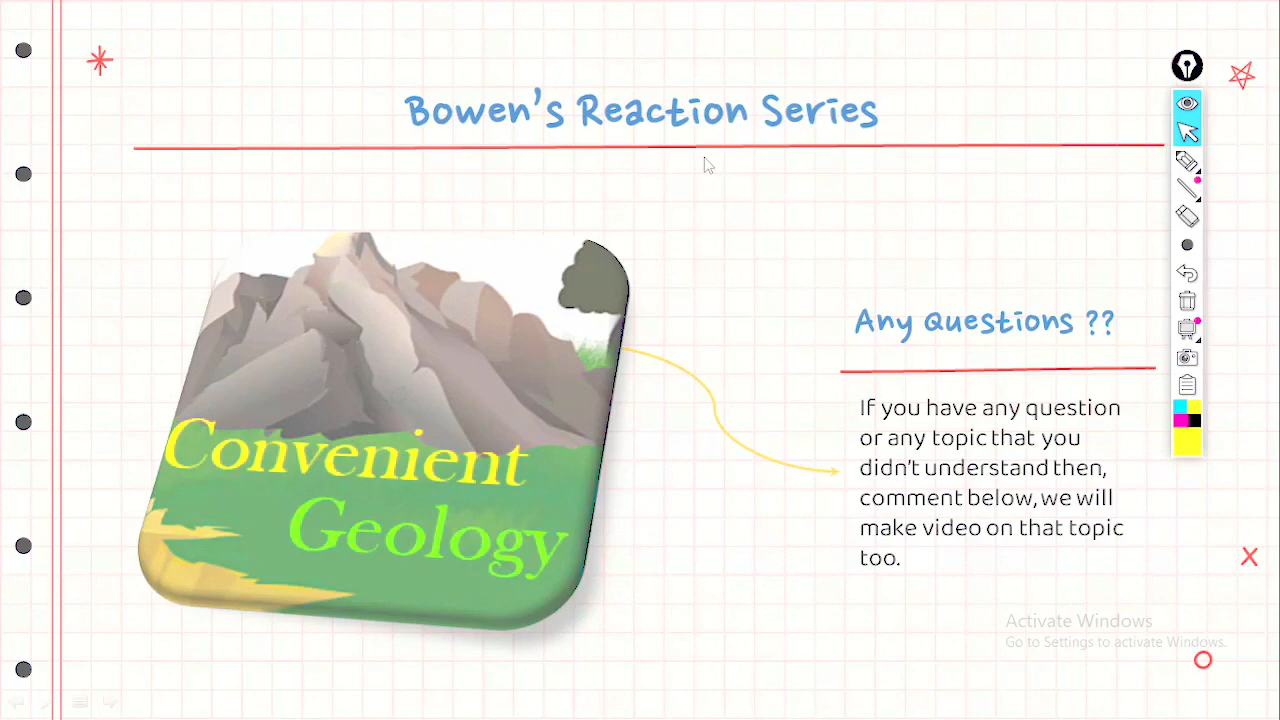 Bowen's Reaction Series
Convenient
Geology
Any Questions ??
If you have any question
or any topic that you
didn't understand then,
comment below, we will
make video on that topic
too.
Activate Windows
Go to Settings to activate Windows.